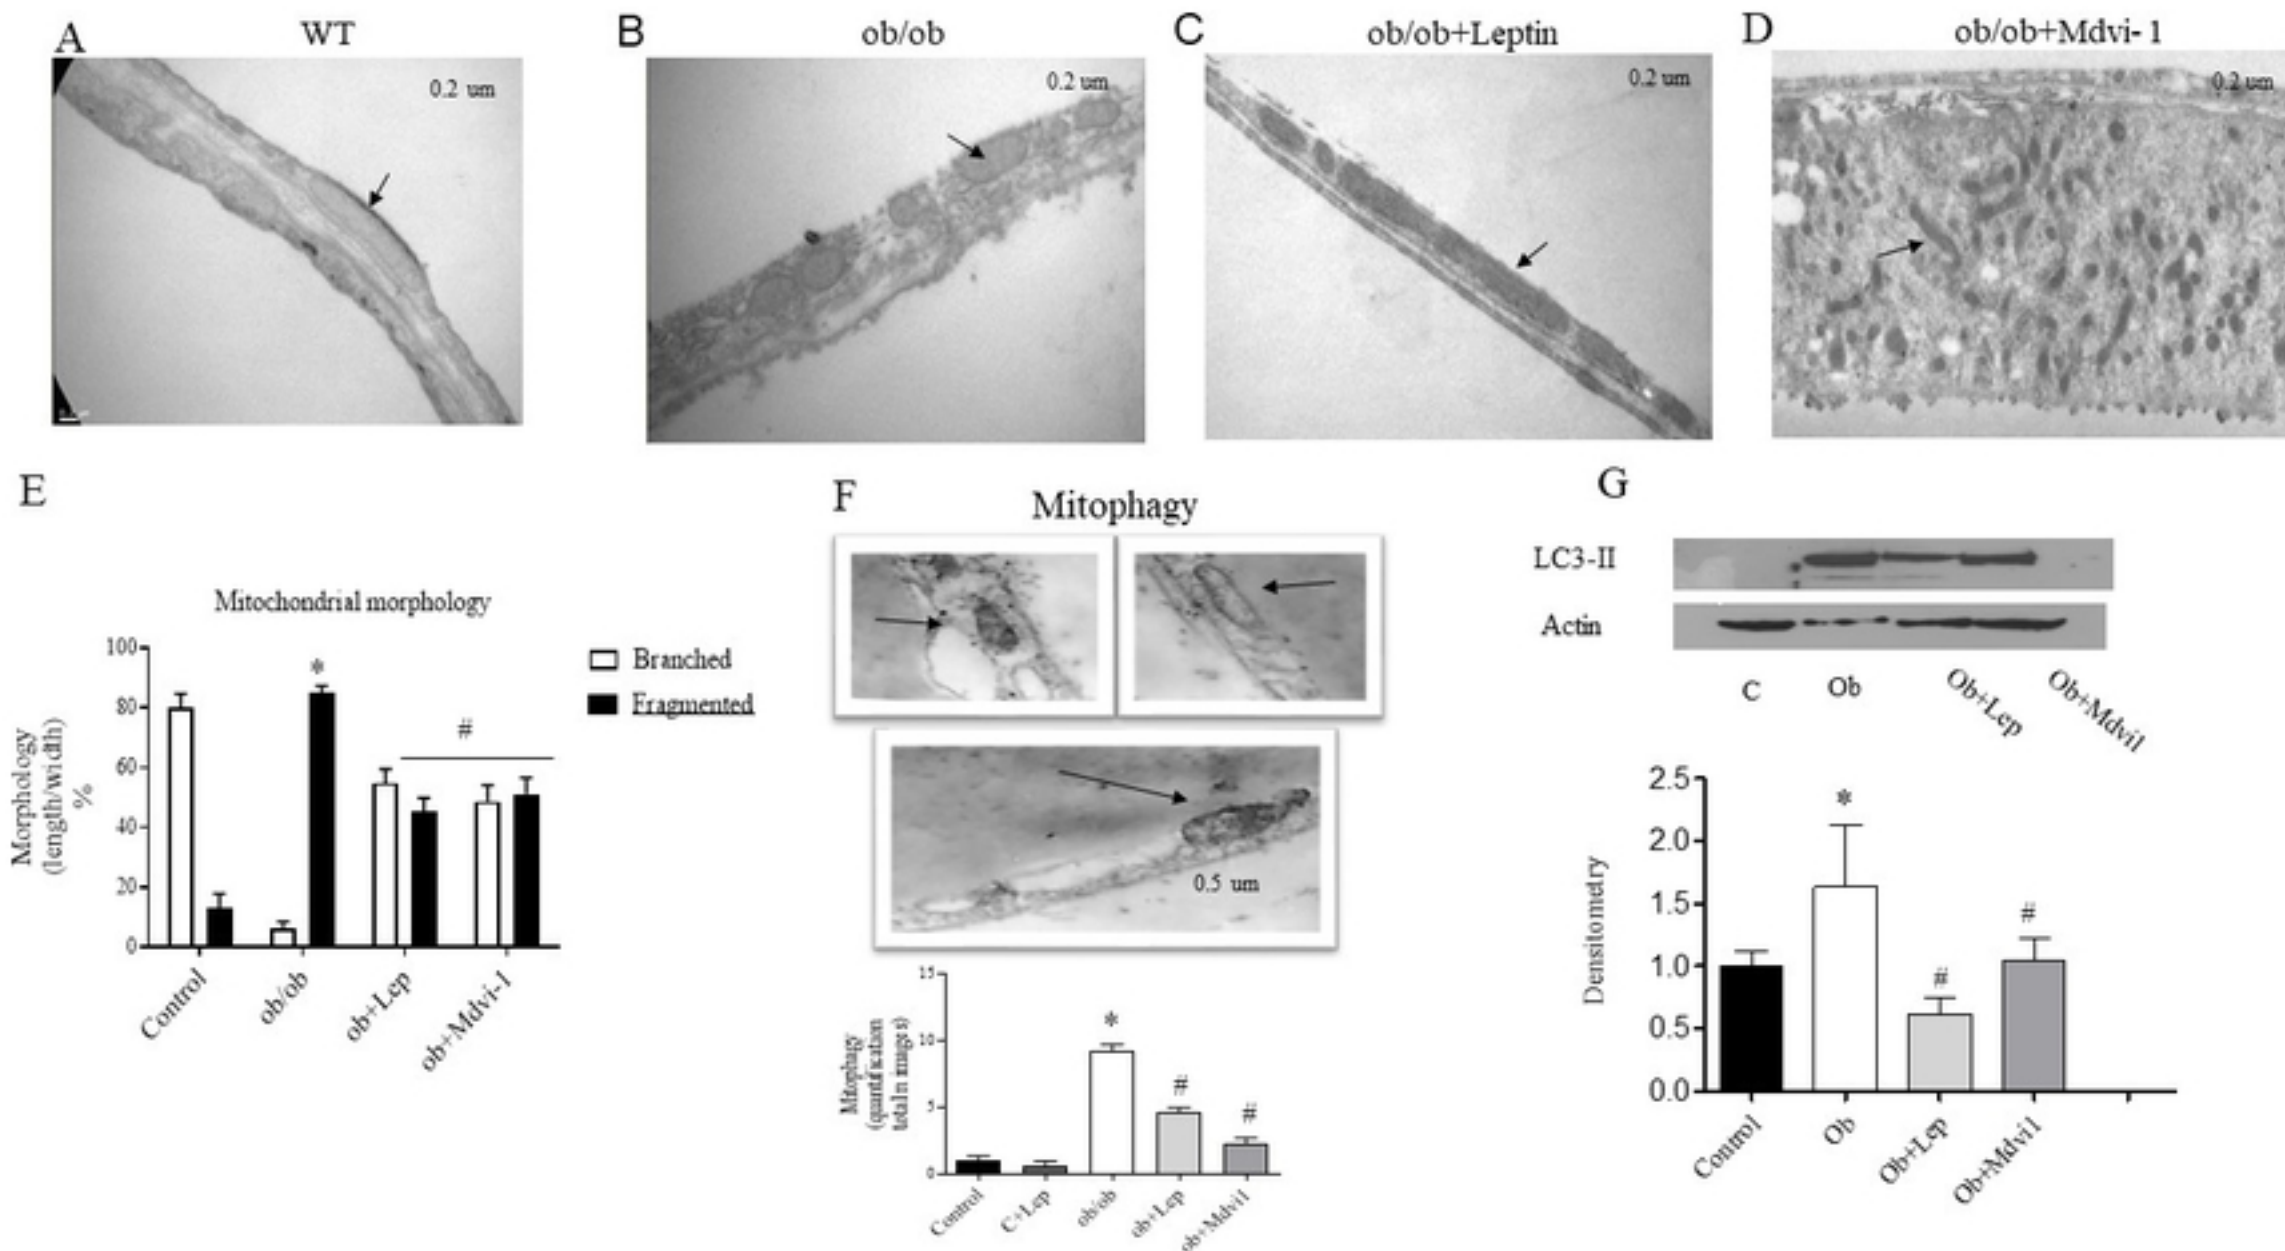 A
WT
0.2 um
B
ob/ob
0.2 um
C
ob/ob+Leptin
0.2 um
D
ob/ob+Mdvi-1
0.2 um
E
Mitochondrial morphology
Morphology
(length/width)
%
100
80
60
40
20
0
*
#
Branched
Fragmented
Control
ob/ob
ob+Lep
ob+Mdvi-1
F
Mitophagy
0.5 um
Mitophagy
(quantification
total n images)
15
10
5
0
*
#
#
Control
C+Lep
ob/ob
ob+Lep
ob+Mdvi1
G
LC3-II
Actin
C
Ob
Ob+Lep
Ob+Mdvi1
Densitometry
2.5
2.0
1.5
1.0
0.5
0.0
*
#
#
Control
Ob
Ob+Lep
Ob+Mdvi1